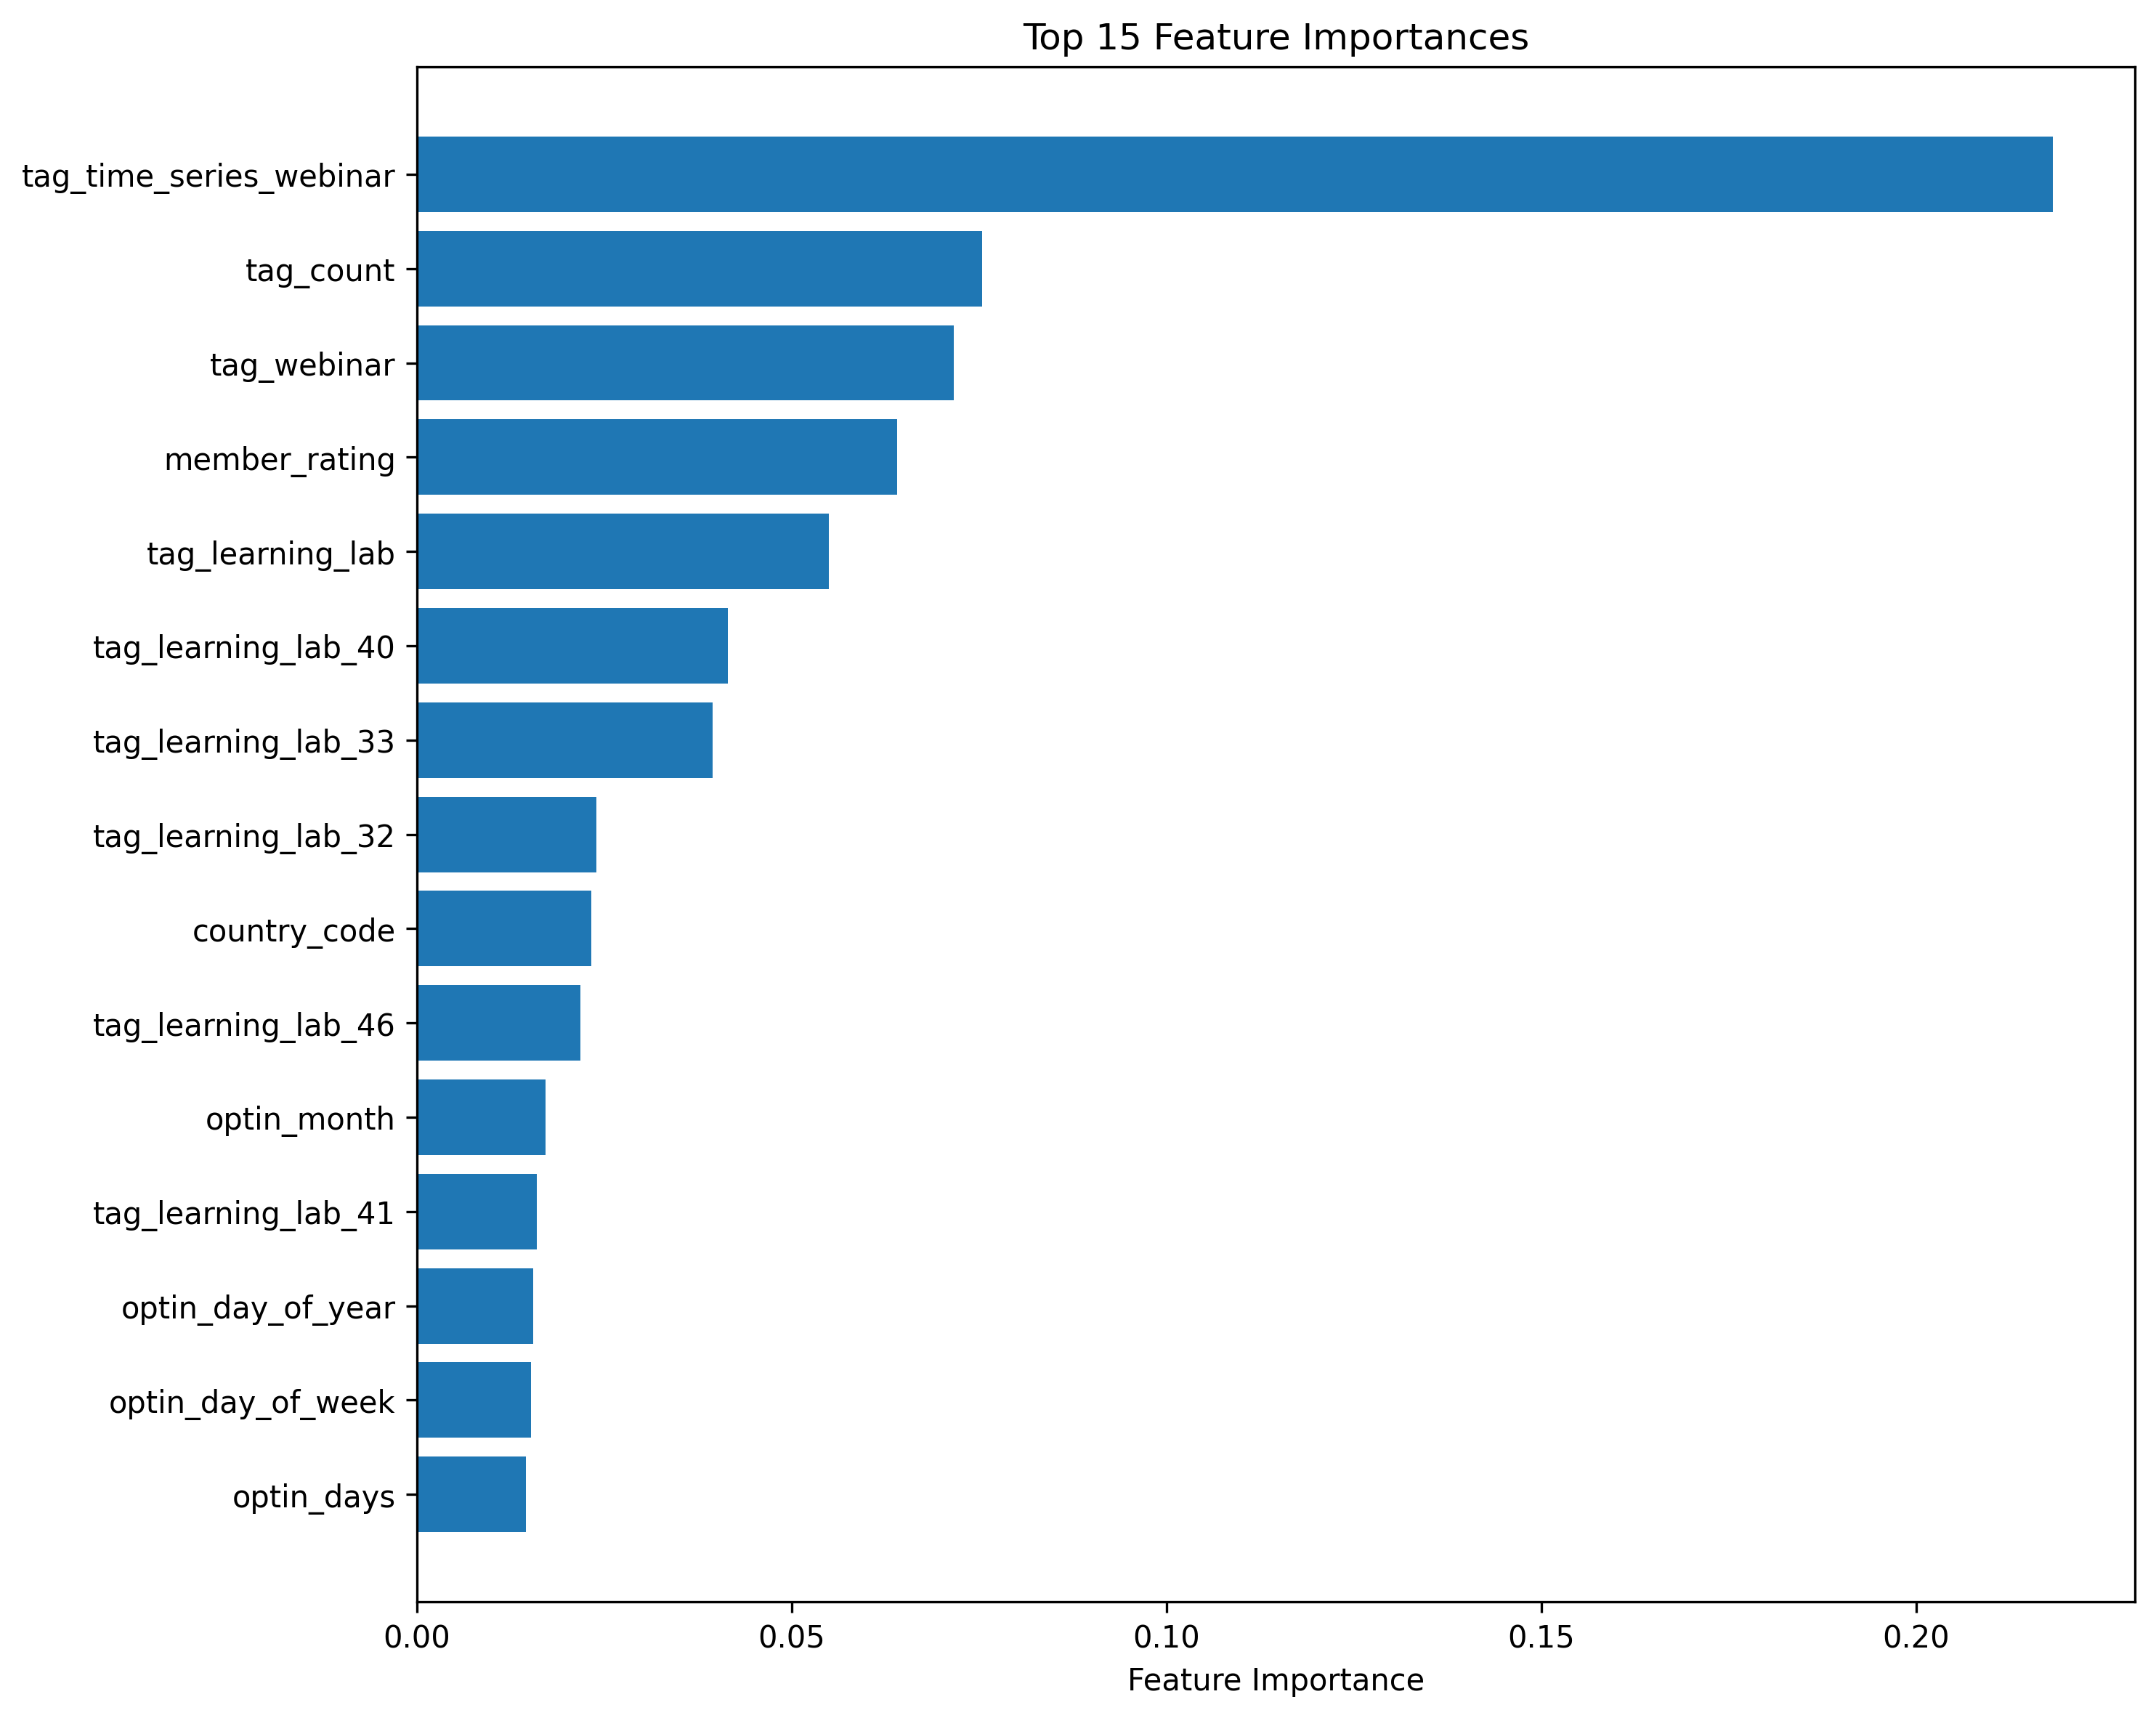 Top 15 Feature Importances
tag_time_series_webinar
tag_count
tag_webinar
member_rating
tag_learning_lab
tag_learning_lab_40
tag_learning_lab_33
tag_learning_lab_32
country_code
tag_learning_lab_46
optin_month
tag_learning_lab_41
optin_day_of_year
optin_day_of_week
optin_days
0.00 0.05 0.10 0.15 0.20
Feature Importance